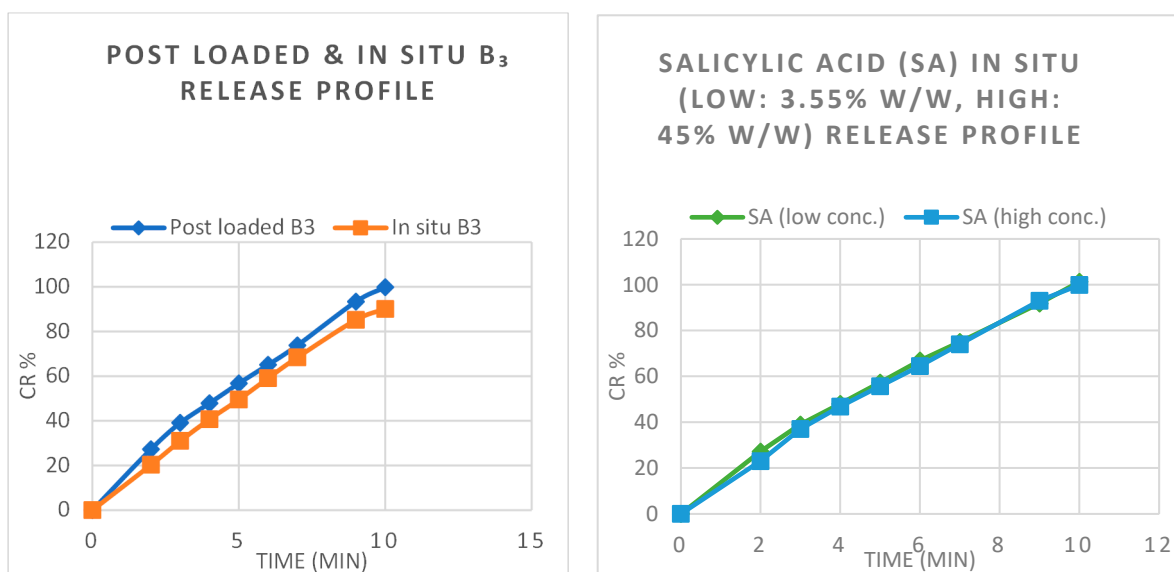 POST LOADED & IN SITU B₃
RELEASE PROFILE
Post loaded B3 In situ B3
120
100
80
60
40
20
0
CR %
0 5 10 15
TIME (MIN)
SALICYLIC ACID (SA) IN SITU
(LOW: 3.55% W/W, HIGH:
45% W/W) RELEASE PROFILE
SA (low conc.) SA (high conc.)
120
100
80
60
40
20
0
CR %
0 2 4 6 8 10 12
TIME (MIN)